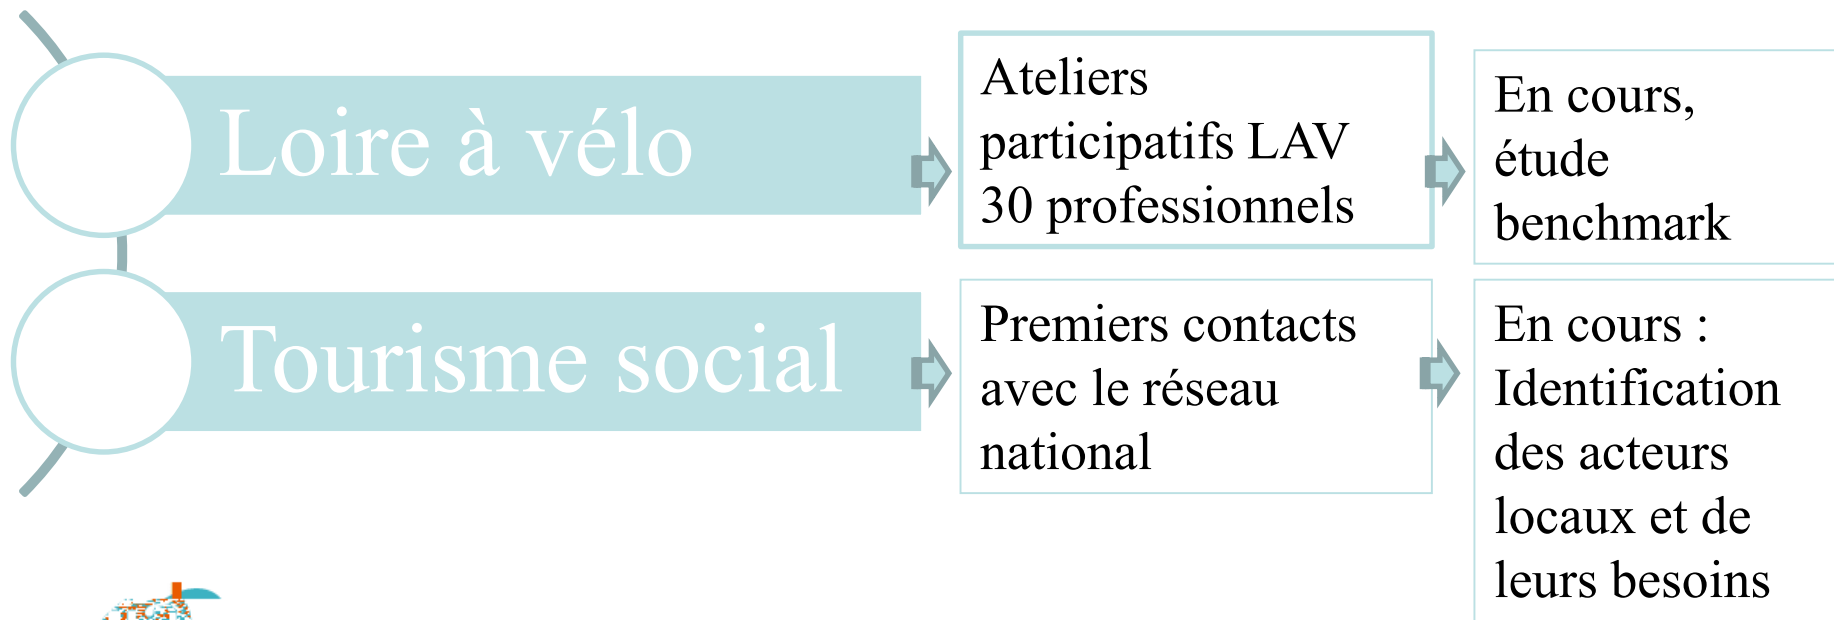 Loire à vélo
Ateliers
participatifs LAV
30 professionnels
En cours,
étude
benchmark
Tourisme social
Premiers contacts
avec le réseau
national
En cours :
Identification
des acteurs
locaux et de
leurs besoins